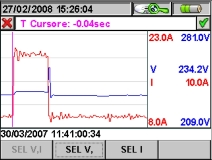 27/02/2008 15:26:04
T Cursore: -0.04sec
23.0A 281.0V
V 234.2V
I 10.0A
8.0A 209.0V
30/03/2007 11:41:00:34
SEL V,I SEL V, SEL I